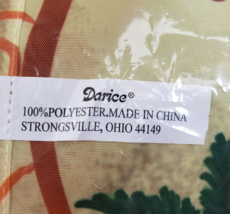 Darice®
100%POLYESTER.MADE IN CHINA
STRONGSVILLE, OHIO 44149